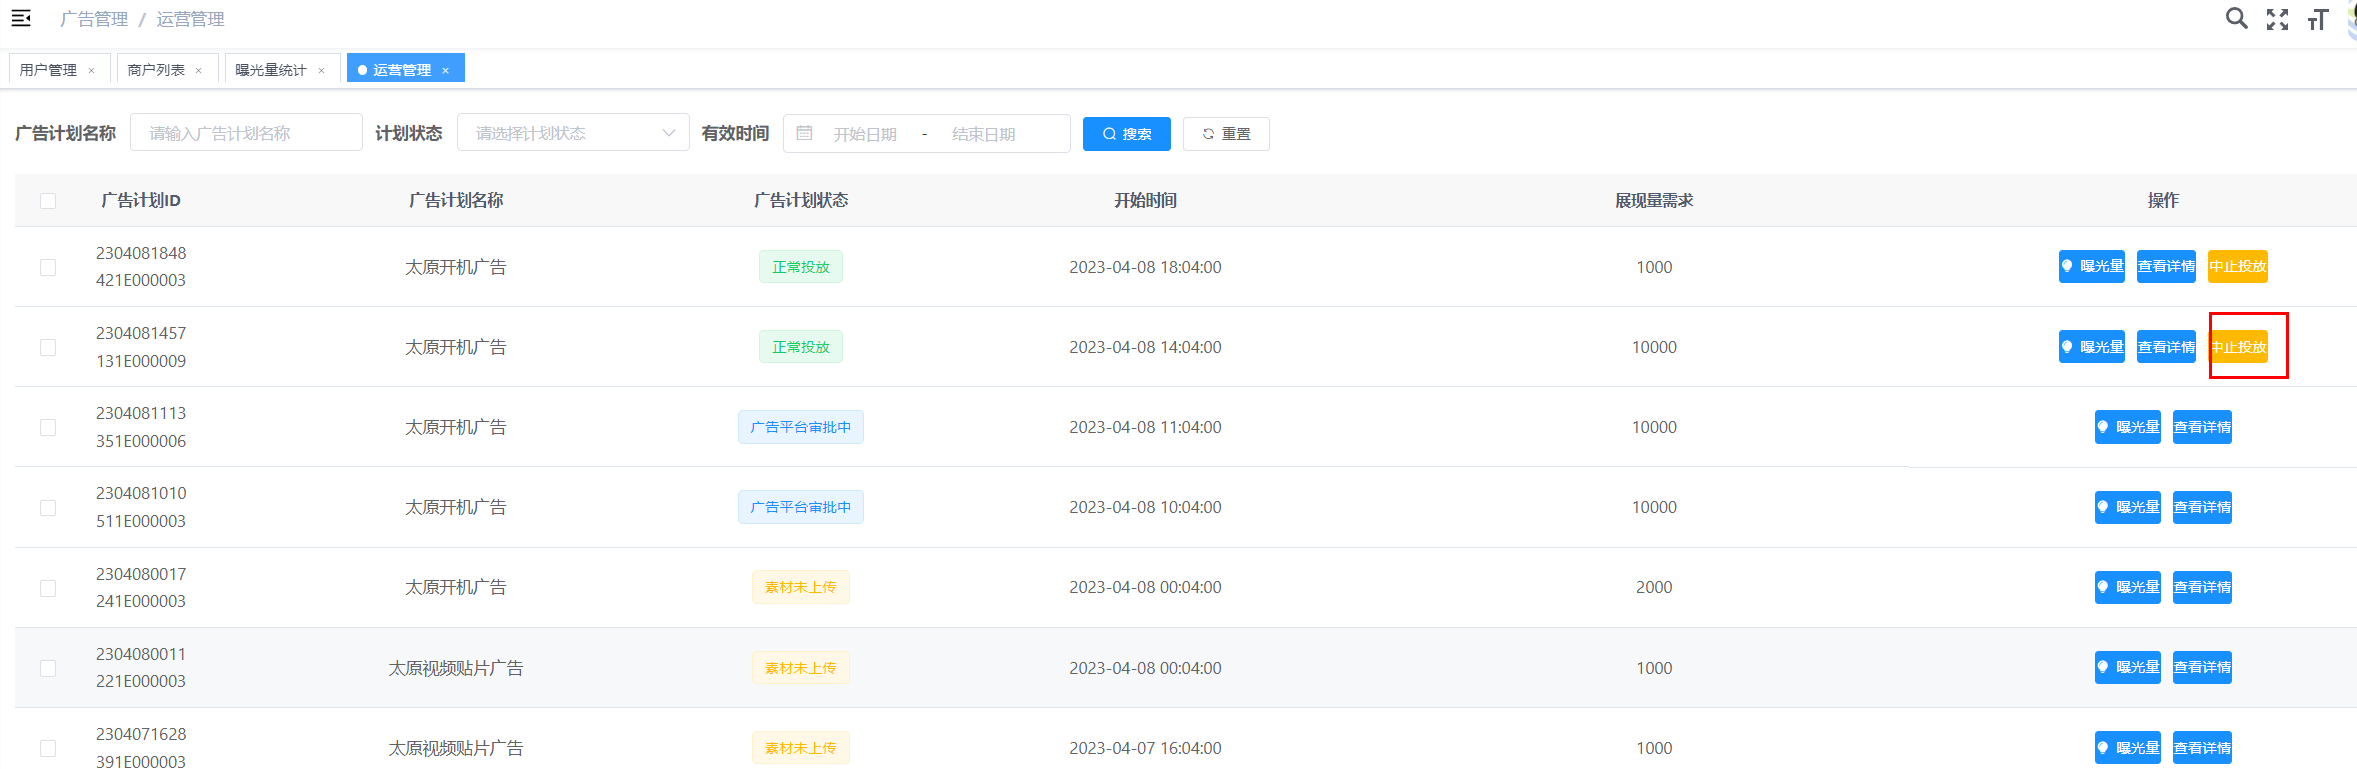 广告管理 / 运营管理
用户管理 × 商户列表 × 曝光量统计 × 运营管理 ×
广告计划名称 请输入广告计划名称 计划状态 请选择计划状态 有效时间 开始日期 - 结束日期 搜索 重置
广告计划ID 广告计划名称 广告计划状态 开始时间 展现量需求 操作
2304081848
421E000003 太原开机广告 正常投放 2023-04-08 18:04:00 1000 曝光量 查看详情 中止投放
2304081457
131E000009 太原开机广告 正常投放 2023-04-08 14:04:00 10000 曝光量 查看详情 中止投放
2304081113
351E000006 太原开机广告 广告平台审批中 2023-04-08 11:04:00 10000 曝光量 查看详情
2304081010
511E000003 太原开机广告 广告平台审批中 2023-04-08 10:04:00 10000 曝光量 查看详情
2304080017
241E000003 太原开机广告 素材未上传 2023-04-08 00:04:00 2000 曝光量 查看详情
2304080011
221E000003 太原视频贴片广告 素材未上传 2023-04-08 00:04:00 1000 曝光量 查看详情
2304071628
391E000003 太原视频贴片广告 素材未上传 2023-04-07 16:04:00 1000 曝光量 查看详情